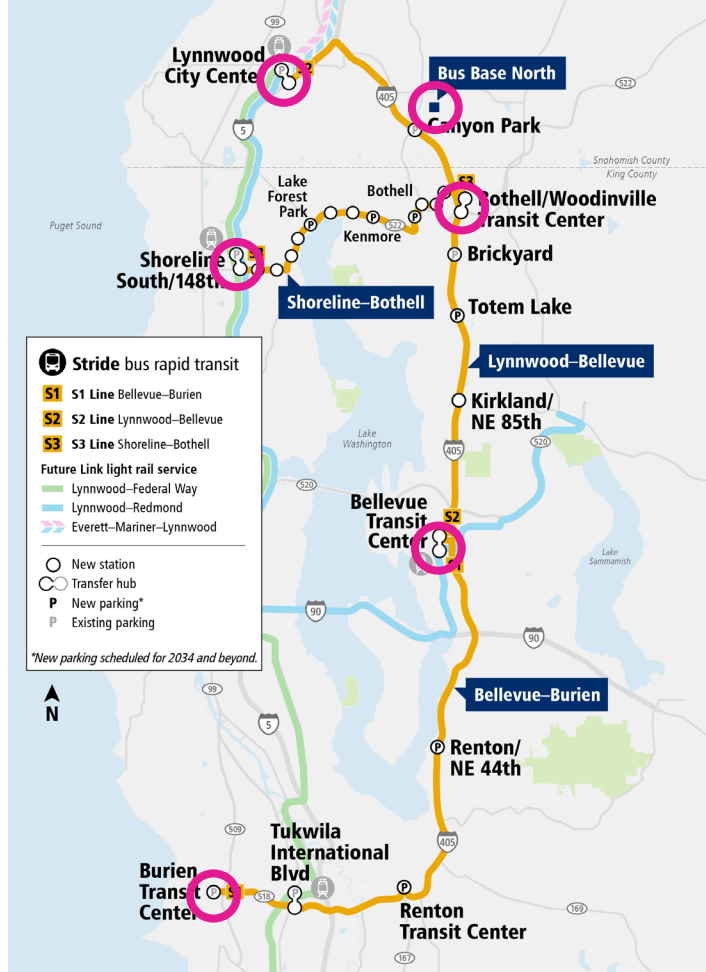 99
Lynnwood
City Center
P
S2
Bus Base North
405
522
P
Canyon Park
5
Snohomish County
King County
Lake
Forest
Park
P
Bothell
S3
Bothell/Woodinville
Transit Center
P
P
522
Kenmore
Puget Sound
P
S3
Shoreline
South/148th
P
Brickyard
Shoreline–Bothell
P
Totem Lake
Stride bus rapid transit
S1 S1 Line Bellevue–Burien
S2 S2 Line Lynnwood–Bellevue
S3 S3 Line Shoreline–Bothell
Future Link light rail service
Lynnwood–Federal Way
Lynnwood–Redmond
Everett–Mariner–Lynnwood
New station
Transfer hub
P New parking*
P Existing parking
*New parking scheduled for 2034 and beyond.
N
Lynnwood–Bellevue
Kirkland/
NE 85th
Lake
Washington
405
520
520
Bellevue
Transit
Center
S2
S1
Lake
Sammamish
90
90
99
5
Bellevue–Burien
P
Renton/
NE 44th
509
405
Tukwila
International
Blvd
P
Burien
Transit
Center
P
S1
518
P
Renton
Transit Center
169
167